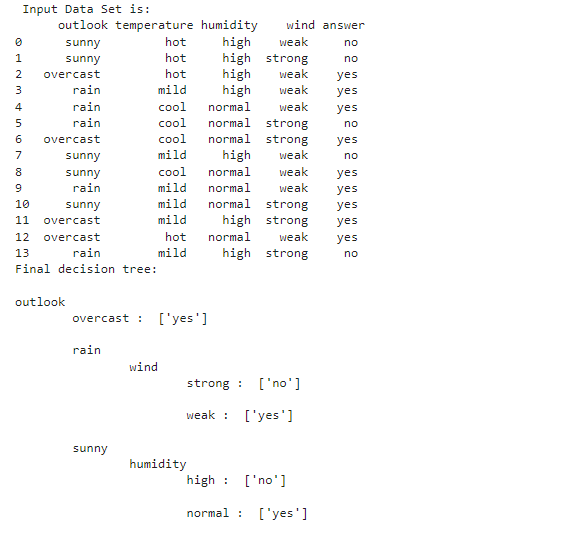 Input Data Set is:
outlook temperature humidity wind answer
0 sunny hot high weak no
1 sunny hot high strong no
2 overcast hot high weak yes
3 rain mild high weak yes
4 rain cool normal weak yes
5 rain cool normal strong no
6 overcast cool normal strong yes
7 sunny mild high weak no
8 sunny cool normal weak yes
9 rain mild normal weak yes
10 sunny mild normal strong yes
11 overcast mild high strong yes
12 overcast hot normal weak yes
13 rain mild high strong no
Final decision tree:
outlook
overcast : ['yes']
rain
wind
strong : ['no']
weak : ['yes']
sunny
humidity
high : ['no']
normal : ['yes']